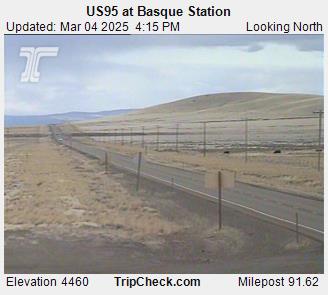 US95 at Basque Station
Updated: Mar 04 2025 4:15 PM Looking North
Elevation 4460 TripCheck.com Milepost 91.62